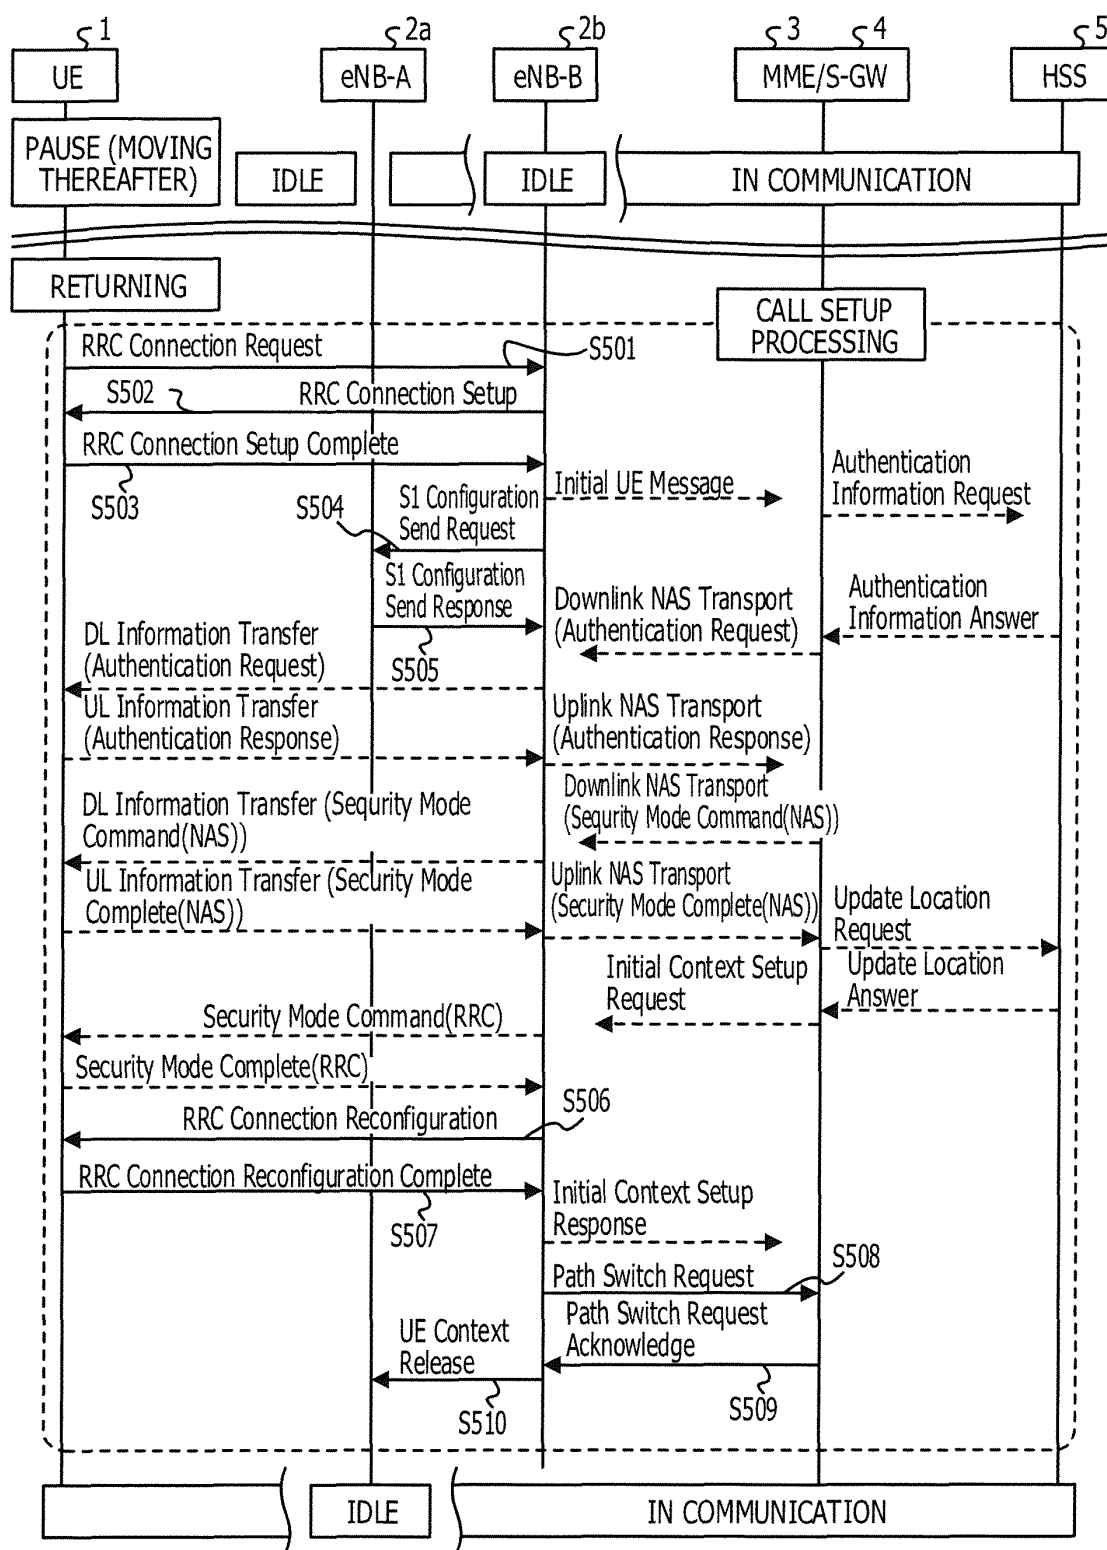 1
2a
2b
3
4
5
UE
eNB-A
eNB-B
MME/S-GW
HSS
PAUSE (MOVING
THEREAFTER)
IDLE
IDLE
IN COMMUNICATION
RETURNING
CALL SETUP
PROCESSING
RRC Connection Request
S501
S502
RRC Connection Setup
RRC Connection Setup Complete
S503
Initial UE Message
Authentication
Information Request
S504
S1 Configuration
Send Request
S1 Configuration
Send Response
S505
Downlink NAS Transport
(Authentication Request)
Authentication
Information Answer
DL Information Transfer
(Authentication Request)
UL Information Transfer
(Authentication Response)
Uplink NAS Transport
(Authentication Response)
Downlink NAS Transport
(Sequrity Mode Command(NAS))
DL Information Transfer (Sequrity Mode
Command(NAS))
UL Information Transfer (Security Mode
Complete(NAS))
Uplink NAS Transport
(Security Mode Complete(NAS))
Update Location
Request
Initial Context Setup
Request
Update Location
Answer
Security Mode Command(RRC)
Security Mode Complete(RRC)
RRC Connection Reconfiguration
S506
RRC Connection Reconfiguration Complete
S507
Initial Context Setup
Response
Path Switch Request
S508
Path Switch Request
Acknowledge
S509
UE Context
Release
S510
IDLE
IN COMMUNICATION